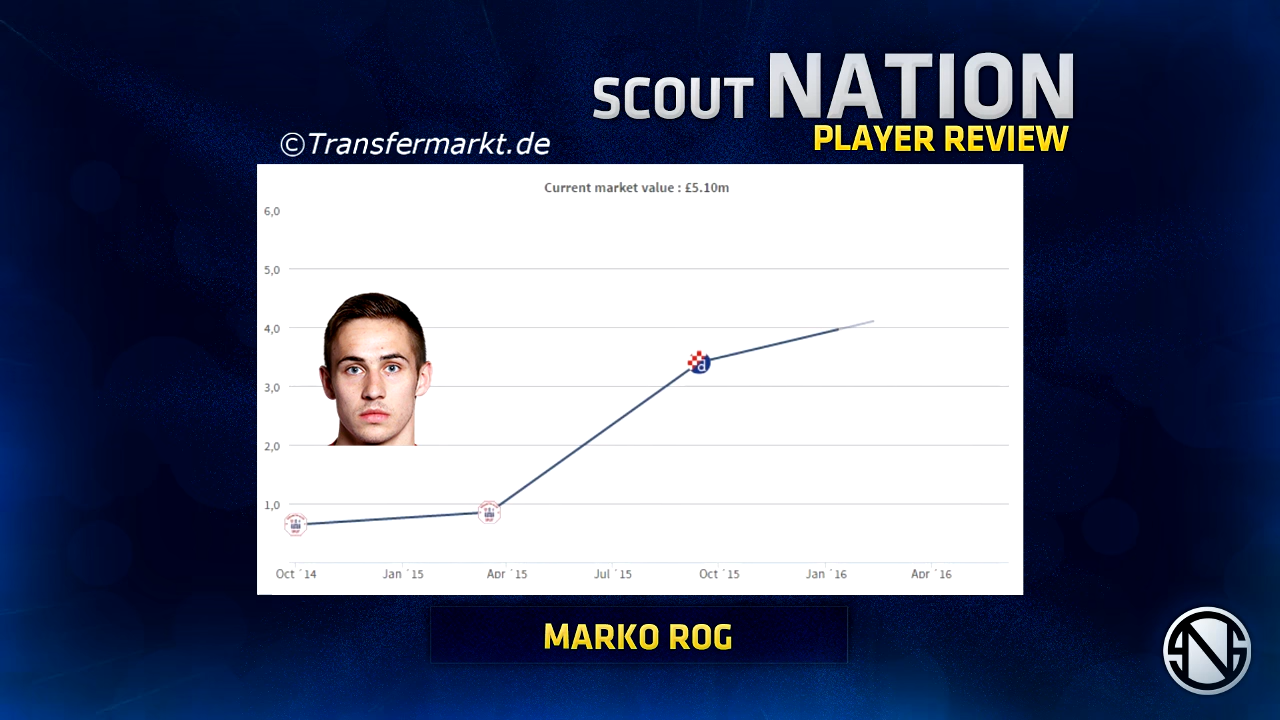 SCOUT NATION
PLAYER REVIEW
©Transfermarkt.de
Current market value : £5.10m
6,0
5,0
4,0
3,0
2,0
1,0
Oct ´14 Jan ´15 Apr ´15 Jul ´15 Oct ´15 Jan ´16 Apr ´16
MARKO ROG